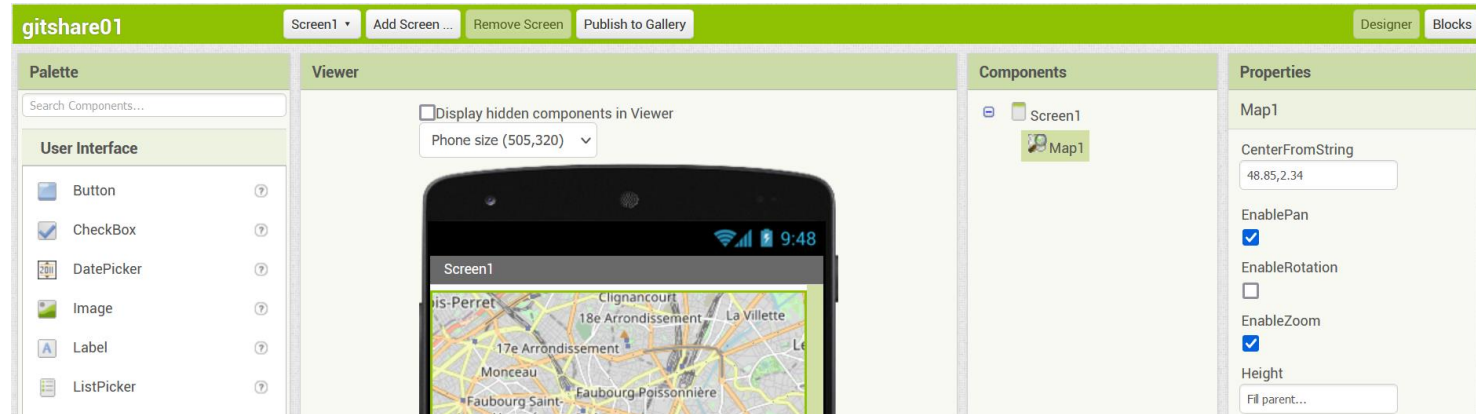 gitshare01
Screen1
Add Screen ...
Remove Screen
Publish to Gallery
Designer
Blocks
Palette
Search Components...
User Interface
Button
CheckBox
DatePicker
Image
Label
ListPicker
Viewer
Display hidden components in Viewer
Phone size (505,320)
9:48
Screen1
is-Perret
Clignancourt
18e Arrondissement
La Villette
17e Arrondissement
Le
Monceau
Faubourg Poissonnière
Faubourg Saint-
Components
Screen1
Map1
Properties
Map1
CenterFromString
48.85,2.34
EnablePan
EnableRotation
EnableZoom
Height
Fill parent...